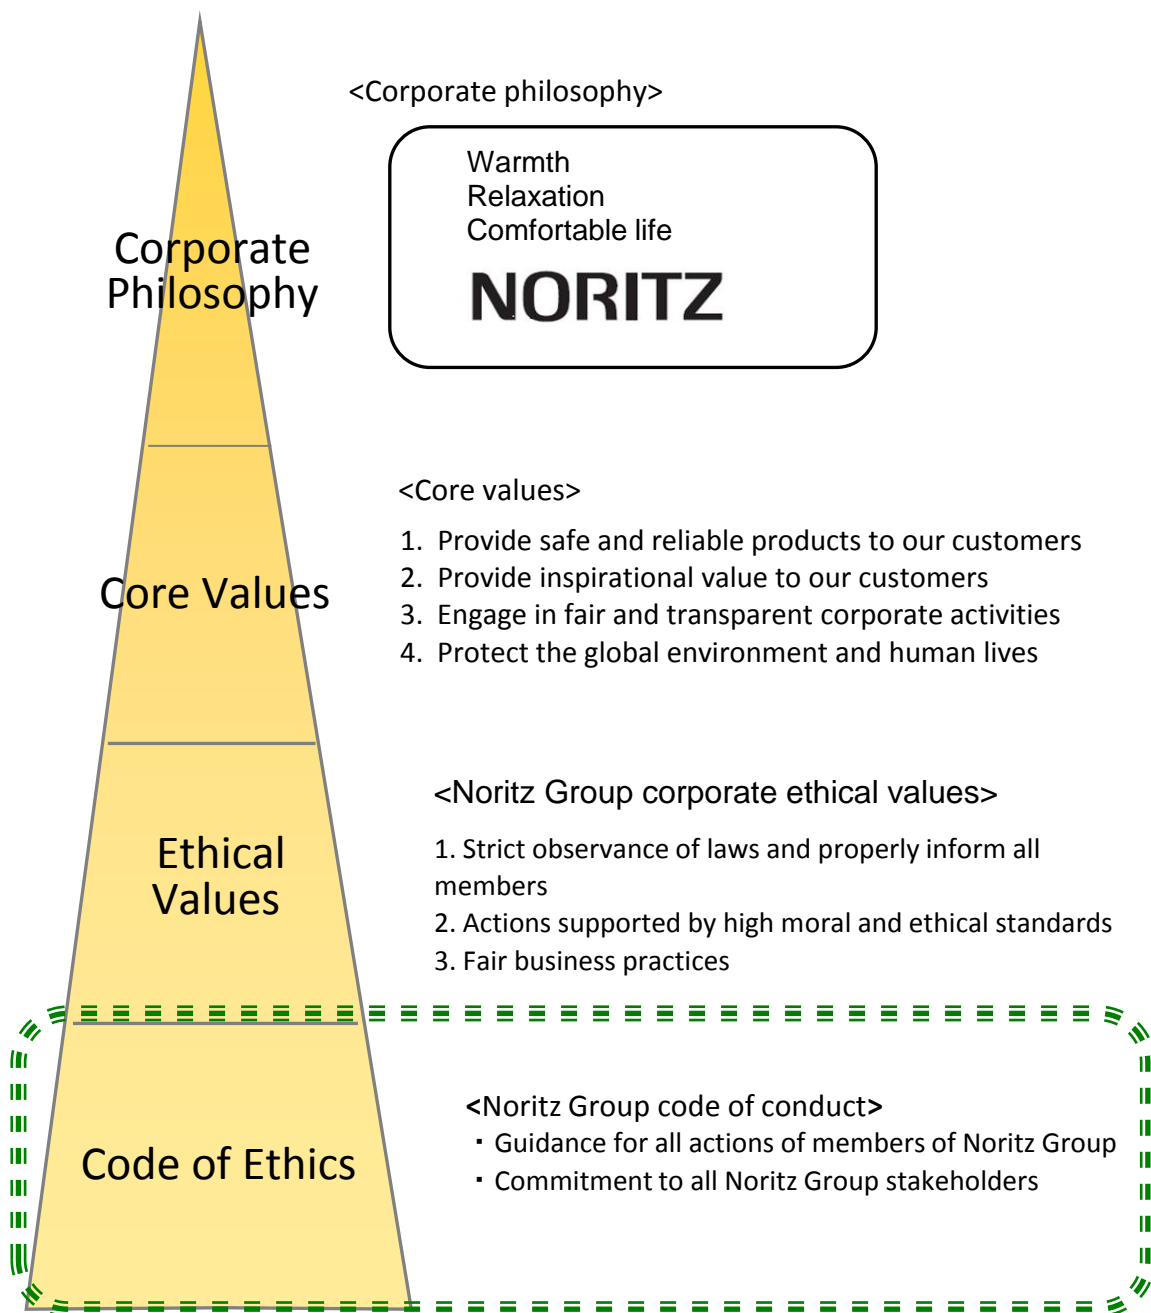 <Corporate philosophy>
Warmth
Relaxation
Comfortable life
NORITZ
Corporate
Philosophy
<Core values>
1. Provide safe and reliable products to our customers
2. Provide inspirational value to our customers
3. Engage in fair and transparent corporate activities
4. Protect the global environment and human lives
Core Values
<Noritz Group corporate ethical values>
1. Strict observance of laws and properly inform all
members
2. Actions supported by high moral and ethical standards
3. Fair business practices
Ethical
Values
<Noritz Group code of conduct>
・Guidance for all actions of members of Noritz Group
・Commitment to all Noritz Group stakeholders
Code of Ethics